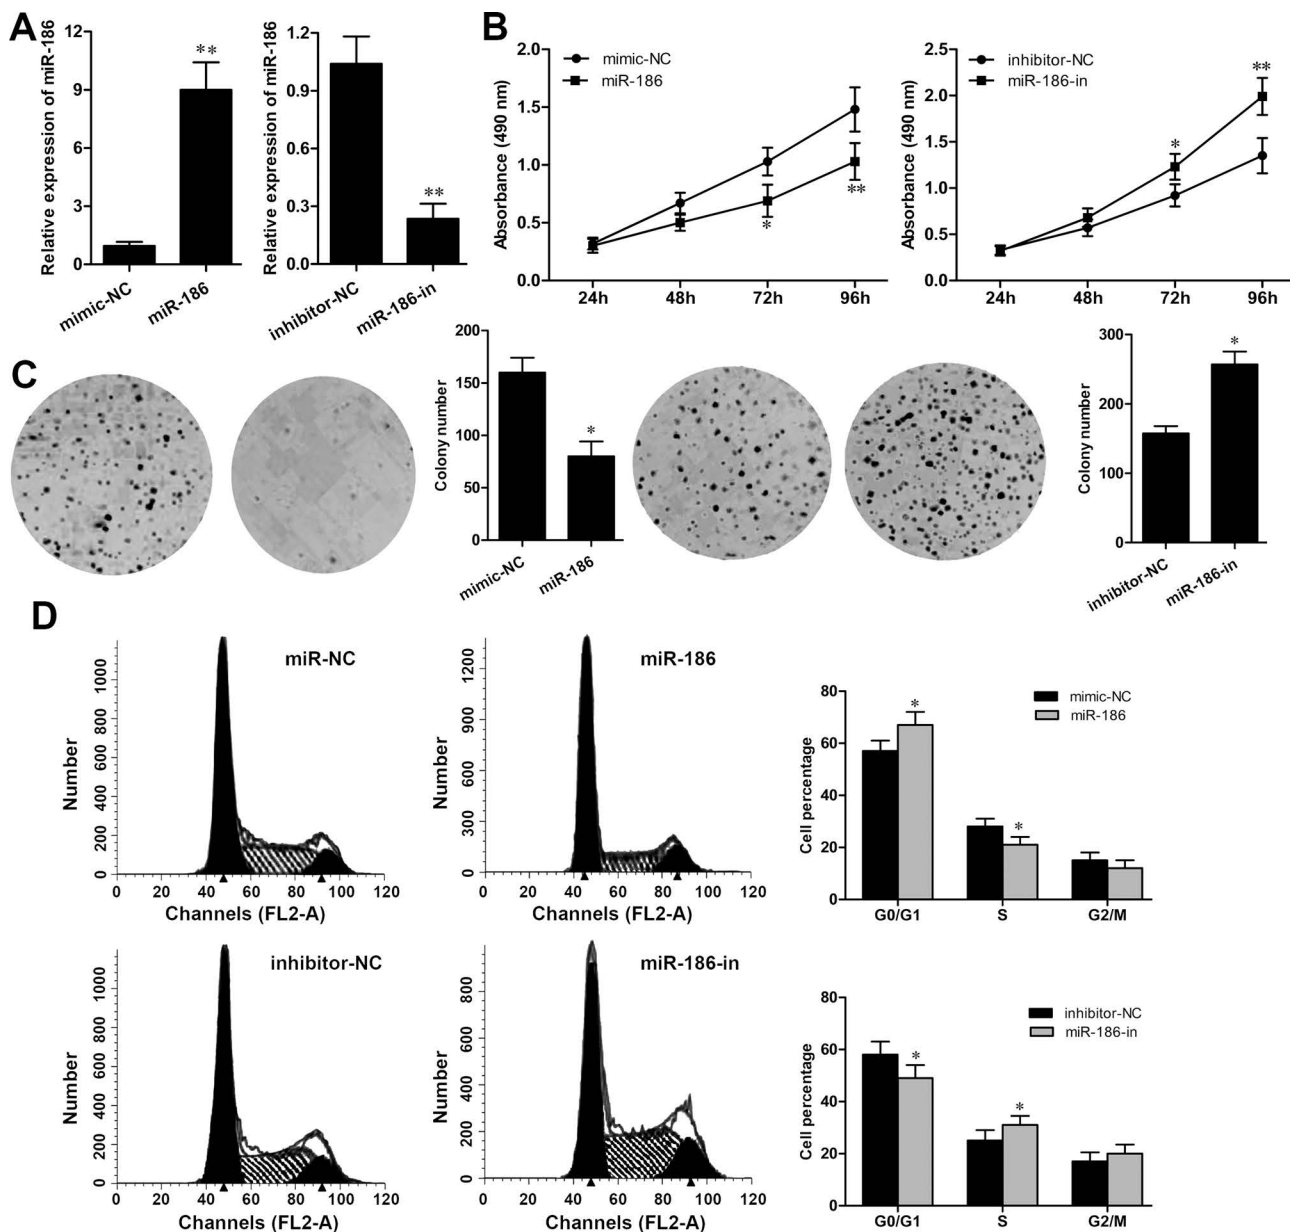 A
Relative expression of miR-186
12
9
6
3
0
**
mimic-NC
miR-186
Relative expression of miR-186
1.2
0.9
0.6
0.3
0.0
**
inhibitor-NC
miR-186-in
B
Absorbance (490 nm)
2.0
1.5
1.0
0.5
0.0
mimic-NC
miR-186
*
**
24h 48h 72h 96h
Absorbance (490 nm)
2.5
2.0
1.5
1.0
0.5
0.0
inhibitor-NC
miR-186-in
*
**
24h 48h 72h 96h
C
Colony number
200
150
100
50
0
*
mimic-NC
miR-186
Colony number
300
200
100
0
*
inhibitor-NC
miR-186-in
D
miR-NC
Number
1000
800
600
400
200
0
0 20 40 60 80 100 120
Channels (FL2-A)
miR-186
Number
1200
900
600
300
0
0 20 40 60 80 100 120
Channels (FL2-A)
Cell percentage
80
60
40
20
0
mimic-NC
miR-186
*
*
G0/G1 S G2/M
inhibitor-NC
Number
1000
800
600
400
200
0
0 20 40 60 80 100 120
Channels (FL2-A)
miR-186-in
Number
800
600
400
200
0
0 20 40 60 80 100 120
Channels (FL2-A)
Cell percentage
80
60
40
20
0
inhibitor-NC
miR-186-in
*
*
G0/G1 S G2/M